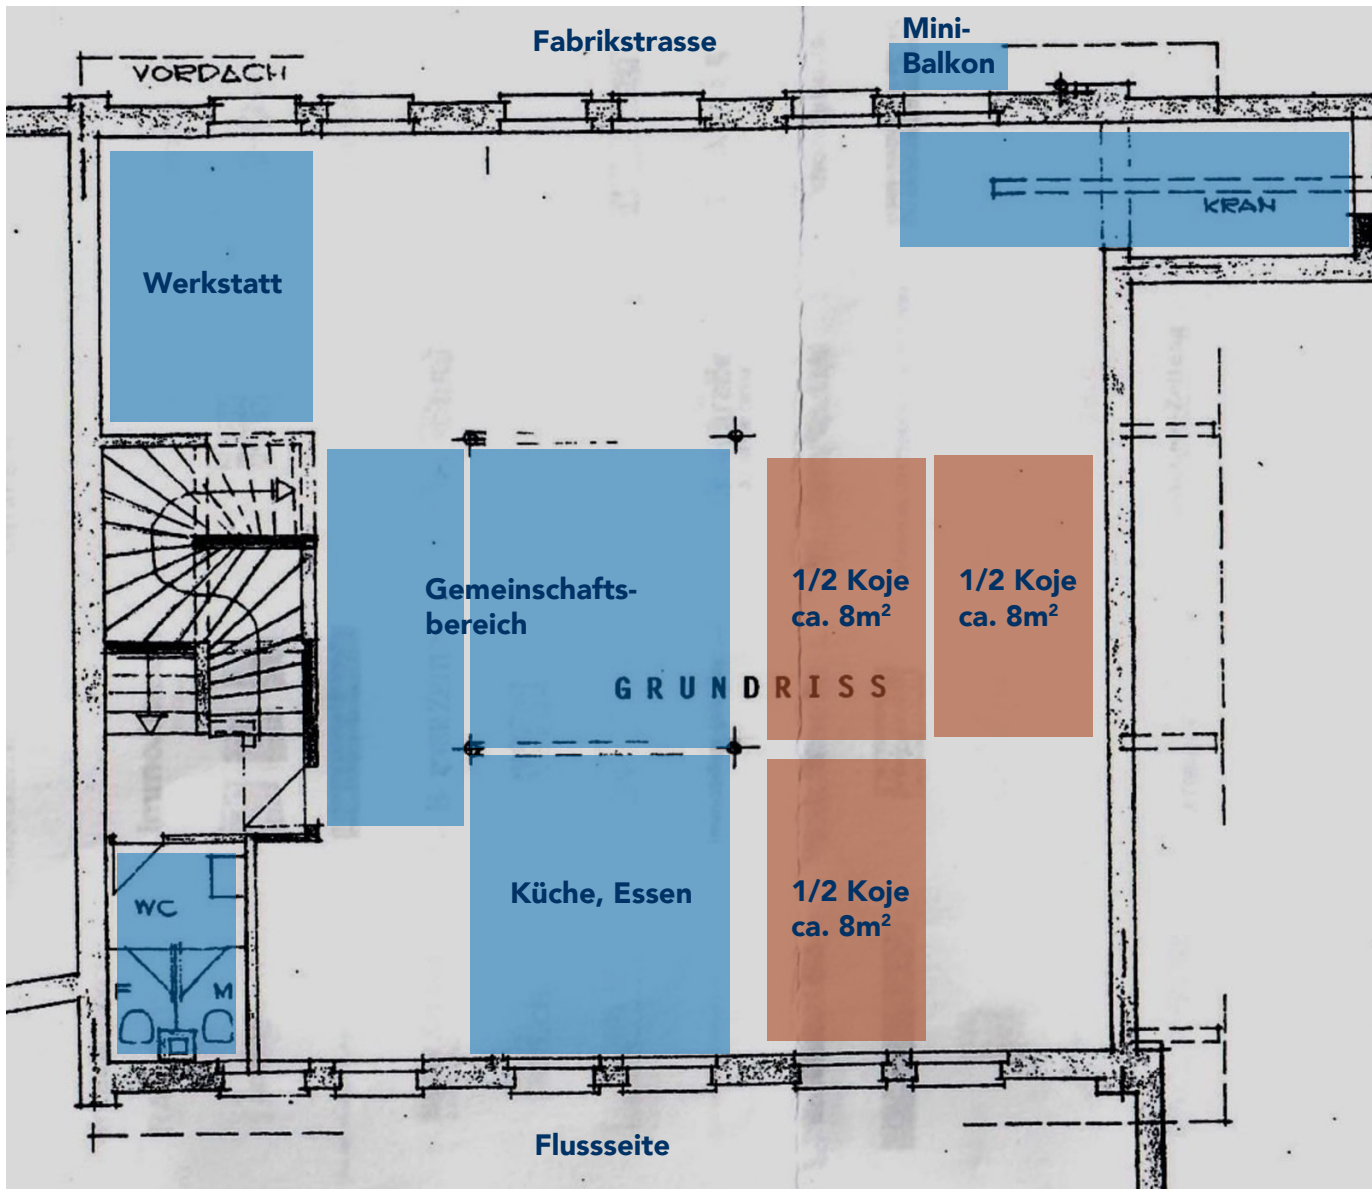 Fabrikstrasse
Mini-
Balkon
VORDACH
KRAN
Werkstatt
Gemeinschafts-
bereich
1/2 Koje
ca. 8m²
1/2 Koje
ca. 8m²
GRUNDRISS
Küche, Essen
1/2 Koje
ca. 8m²
WC
F M
Flussseite